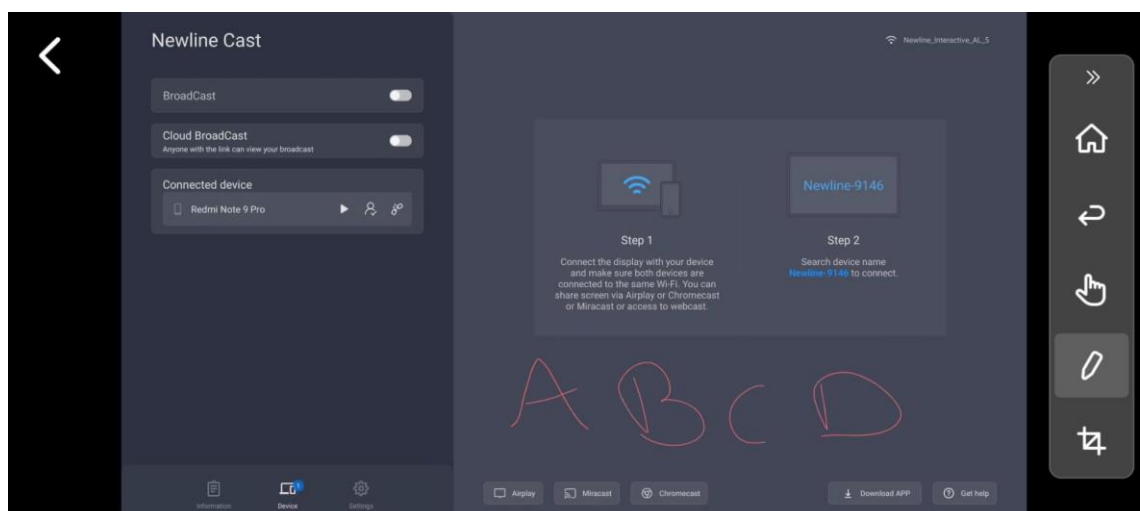 Newline Cast
Newline_Interactive_AL_5
BroadCast
Cloud BroadCast
Anyone with the link can view your broadcast
Connected device
Redmi Note 9 Pro
Newline-9146
Step 1
Connect the display with your device
and make sure both devices are
connected to the same Wi-Fi. You can
share screen via Airplay or Chromecast
or Miracast or access to webcast.
Step 2
Search device name
Newline-9146 to connect.
A B C D
1
Information
Device
Settings
Airplay
Miracast
Chromecast
Download APP
Get help